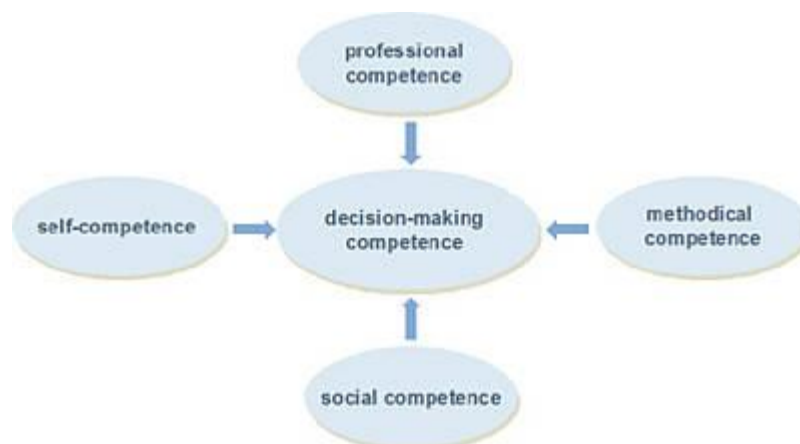 professional
competence
self-competence
decision-making
competence
methodical
competence
social competence